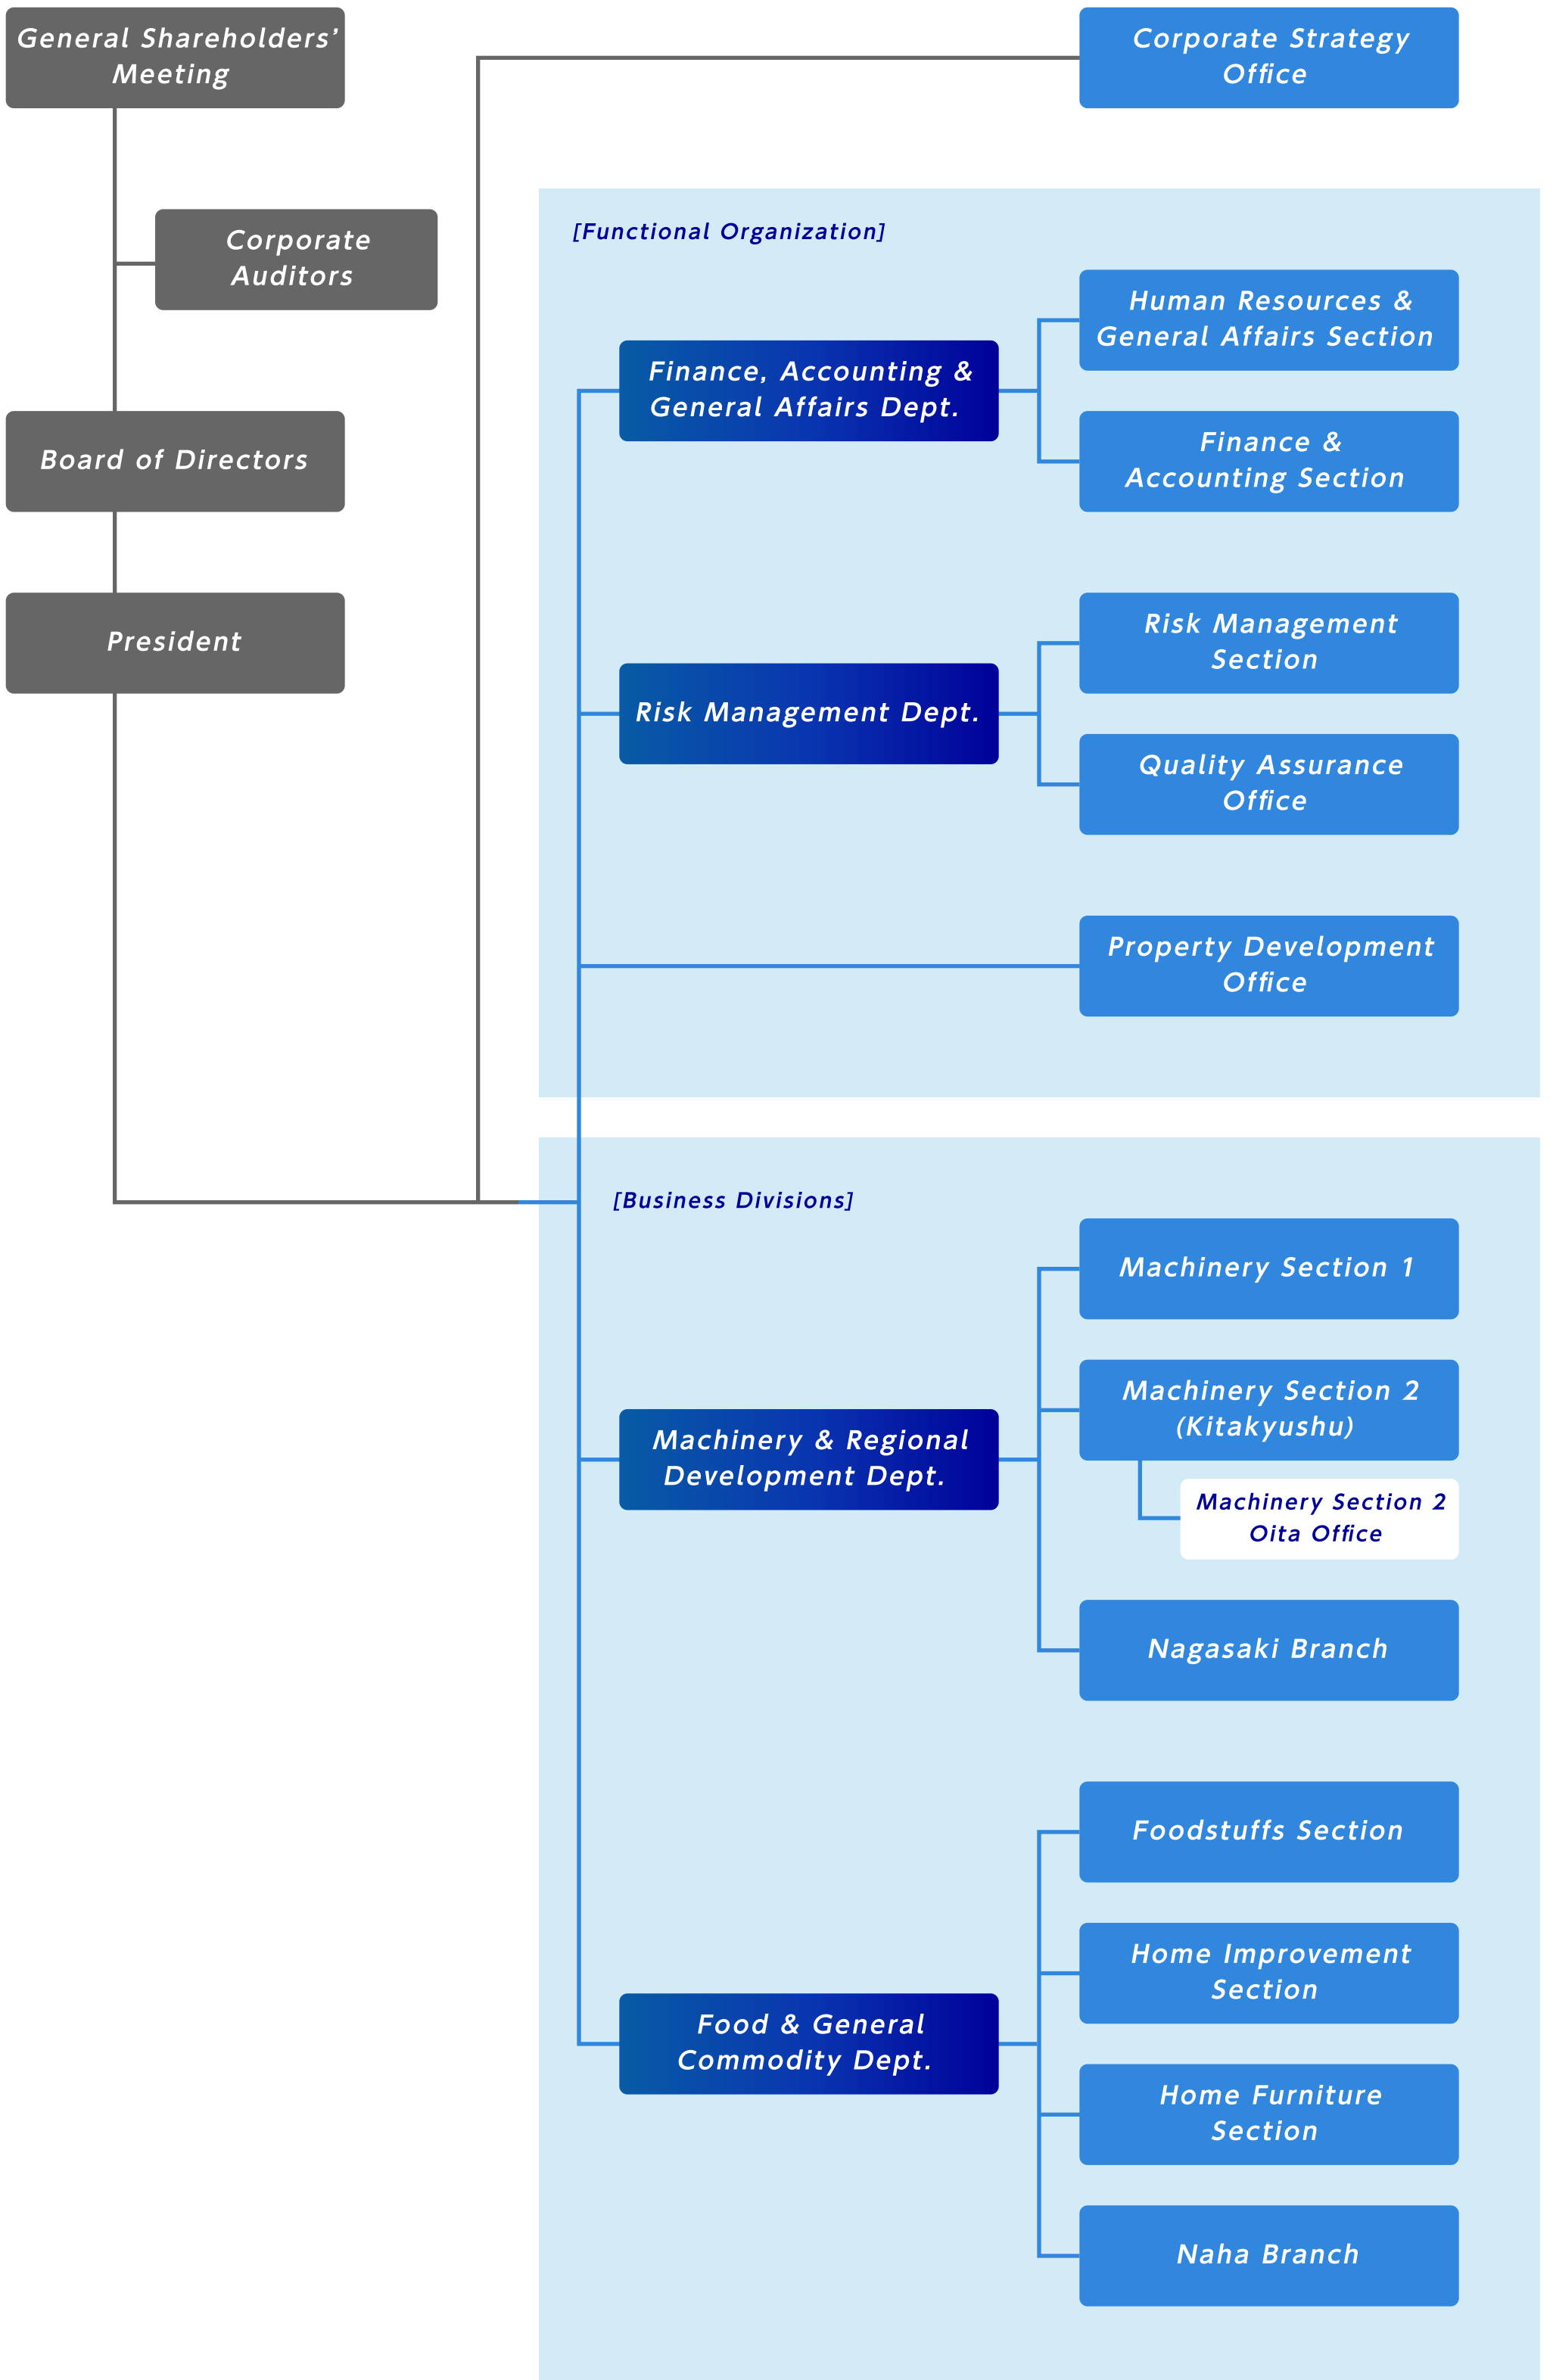 General Shareholders’
Meeting
Corporate
Auditors
Board of Directors
President
Corporate Strategy
Office
[Functional Organization]
Finance, Accounting &
General Affairs Dept.
Human Resources &
General Affairs Section
Finance &
Accounting Section
Risk Management Dept.
Risk Management
Section
Quality Assurance
Office
Property Development
Office
[Business Divisions]
Machinery & Regional
Development Dept.
Machinery Section 1
Machinery Section 2
(Kitakyushu)
Machinery Section 2
Oita Office
Nagasaki Branch
Food & General
Commodity Dept.
Foodstuffs Section
Home Improvement
Section
Home Furniture
Section
Naha Branch